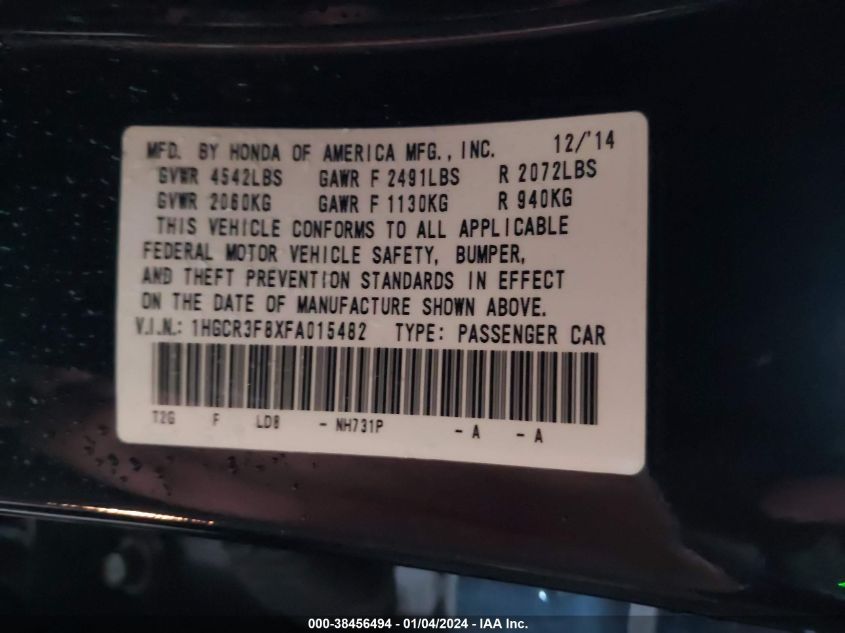 MFD. BY HONDA OF AMERICA MFG., INC. 12/'14
GVWR 4542LBS GAWR F 2491LBS R 2072LBS
GVWR 2060KG GAWR F 1130KG R 940KG
THIS VEHICLE CONFORMS TO ALL APPLICABLE
FEDERAL MOTOR VEHICLE SAFETY, BUMPER,
AND THEFT PREVENTION STANDARDS IN EFFECT
ON THE DATE OF MANUFACTURE SHOWN ABOVE.
V.I.N.: 1HGCR3F8XFA015482 TYPE: PASSENGER CAR
T2G F LD8 - NH731P - A - A
000-38456494 - 01/04/2024 - IAA Inc.